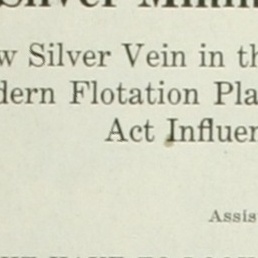 w Silver Vein in th
dern Flotation Pla
Act Influen
Assis